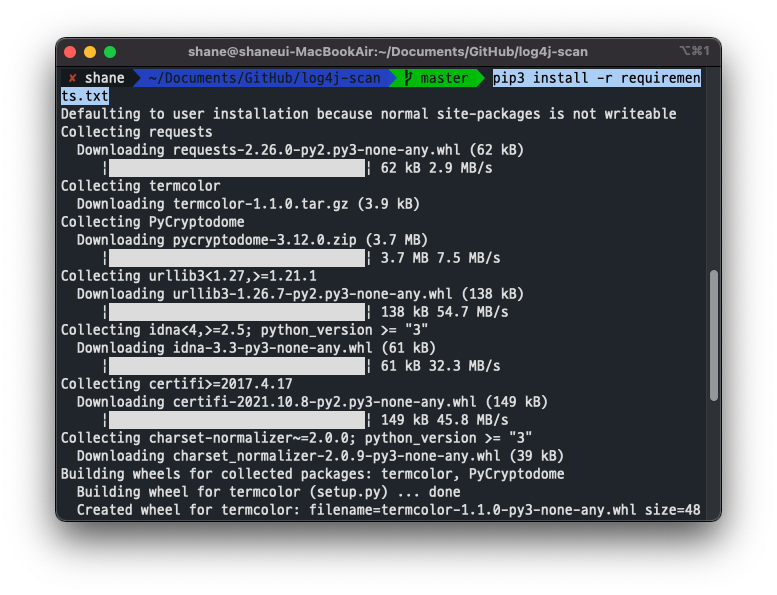 shane@shaneui-MacBookAir:~/Documents/GitHub/log4j-scan
⌥⌘1
✘ shane ~/Documents/GitHub/log4j-scan master pip3 install -r requiremen
ts.txt
Defaulting to user installation because normal site-packages is not writeable
Collecting requests
Downloading requests-2.26.0-py2.py3-none-any.whl (62 kB)
|████████████████████████████████| 62 kB 2.9 MB/s
Collecting termcolor
Downloading termcolor-1.1.0.tar.gz (3.9 kB)
Collecting PyCryptodome
Downloading pycryptodome-3.12.0.zip (3.7 MB)
|████████████████████████████████| 3.7 MB 7.5 MB/s
Collecting urllib3<1.27,>=1.21.1
Downloading urllib3-1.26.7-py2.py3-none-any.whl (138 kB)
|████████████████████████████████| 138 kB 54.7 MB/s
Collecting idna<4,>=2.5; python_version >= "3"
Downloading idna-3.3-py3-none-any.whl (61 kB)
|████████████████████████████████| 61 kB 32.3 MB/s
Collecting certifi>=2017.4.17
Downloading certifi-2021.10.8-py2.py3-none-any.whl (149 kB)
|████████████████████████████████| 149 kB 45.8 MB/s
Collecting charset-normalizer~=2.0.0; python_version >= "3"
Downloading charset_normalizer-2.0.9-py3-none-any.whl (39 kB)
Building wheels for collected packages: termcolor, PyCryptodome
Building wheel for termcolor (setup.py) ... done
Created wheel for termcolor: filename=termcolor-1.1.0-py3-none-any.whl size=48